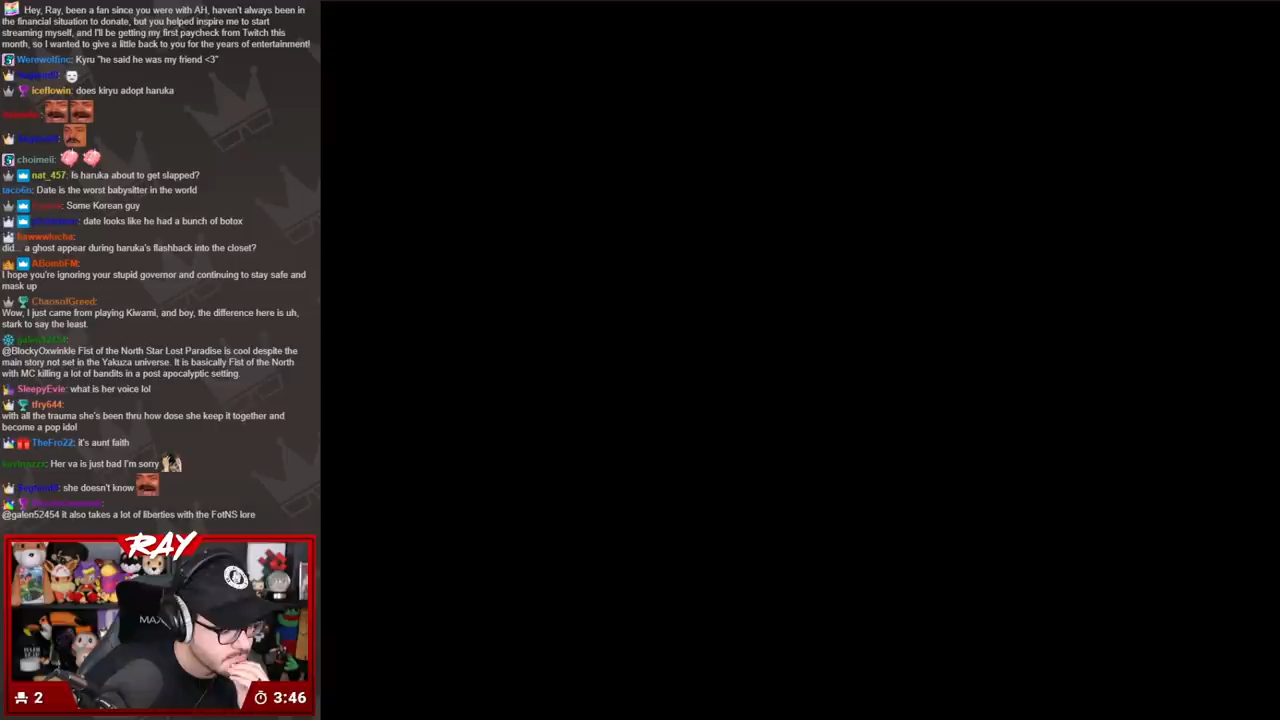 Hey, Ray, been a fan since you were with AH, haven't always been in
the financial situation to donate, but you helped inspire me to start
streaming myself, and I'll be getting my first paycheck from Twitch this
month, so I wanted to give a little back to you for the years of entertainment!
Werewolfinc: Kyru "he said he was my friend <3"
iceflowin: does kiryu adopt haruka
choimeii:
nat_457: Is haruka about to get slapped?
taco6n: Date is the worst babysitter in the world
Some Korean guy
date looks like he had a bunch of botox
did... a ghost appear during haruka's flashback into the closet?
ABombFM:
I hope you're ignoring your stupid governor and continuing to stay safe and
mask up
ChaosofGreed:
Wow, I just came from playing Kiwami, and boy, the difference here is uh,
stark to say the least.
galen52454:
@BlockyOxwinkle Fist of the North Star Lost Paradise is cool despite the
main story not set in the Yakuza universe. It is basically Fist of the North
with MC killing a lot of bandits in a post apocalyptic setting.
SleepyEvie: what is her voice lol
tfry644:
with all the trauma she's been thru how dose she keep it together and
become a pop idol
TheFro22: it's aunt faith
Her va is just bad I'm sorry
she doesn't know
@galen52454 it also takes a lot of liberties with the FotNS lore
RAY
MAX
2
3:46